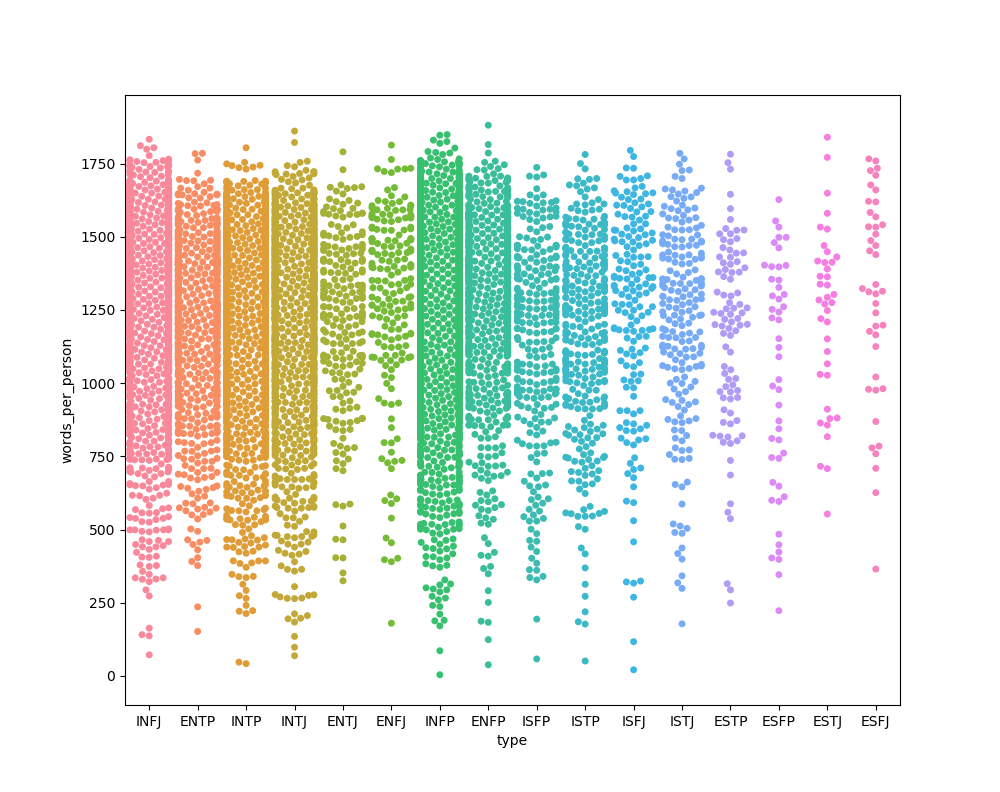 words_per_person
1750
1500
1250
1000
750
500
250
0
INFJ ENTP INTP INTJ ENTJ ENFJ INFP ENFP ISFP ISTP ISFJ ISTJ ESTP ESFP ESTJ ESFJ
type